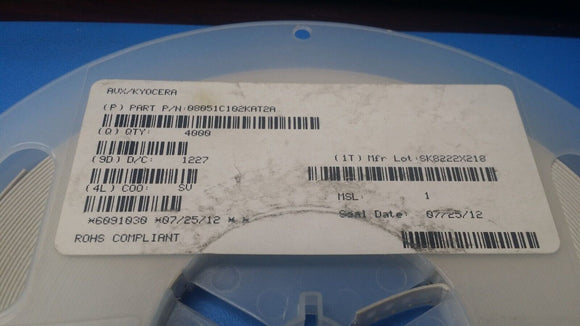 AVX/KYOCERA
(P) PART P/N:08051C102KAT2A
(Q) QTY: 4000
(9D) D/C: 1227
(1T) Mfr Lot:SK8222X218
(4L) COO: SV
MSL: 1
*6091030 *07/25/12 * *
Seal Date: 07/25/12
ROHS COMPLIANT